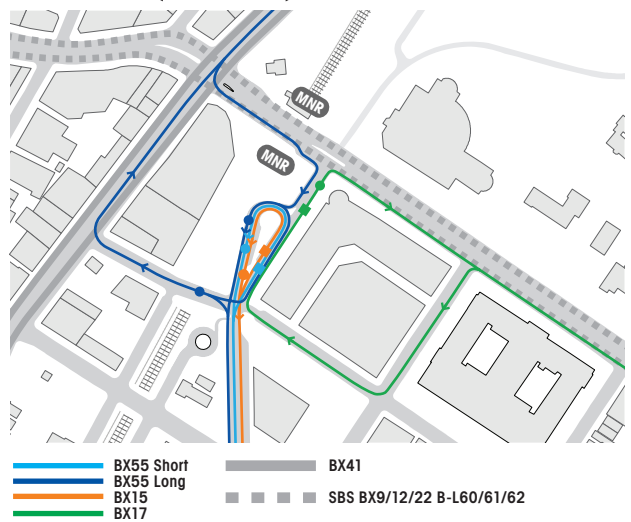 MNR
MNR
BX55 Short
BX55 Long
BX15
BX17
BX41
SBS BX9/12/22 B-L60/61/62